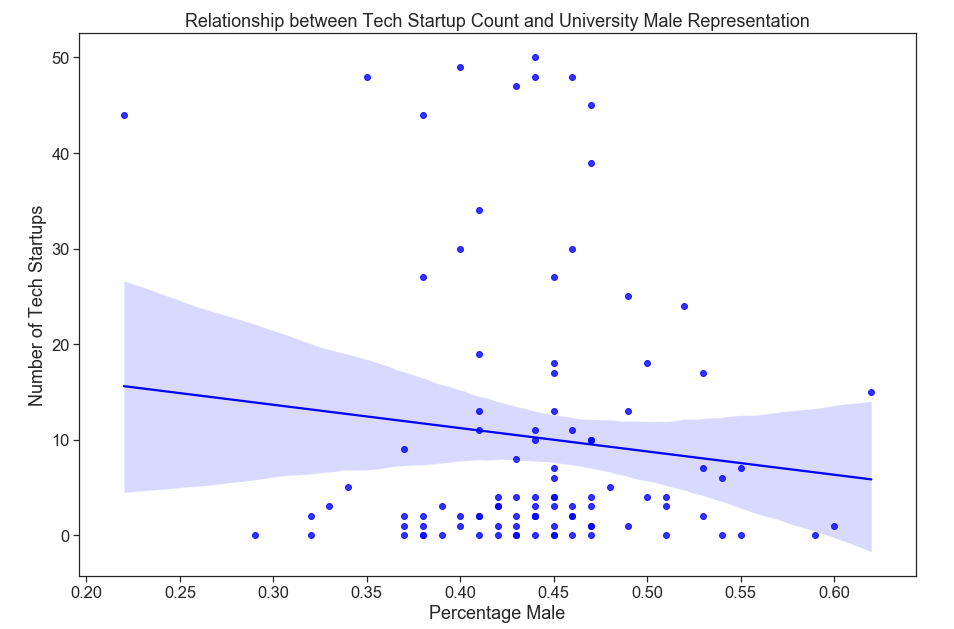 Relationship between Tech Startup Count and University Male Representation
50
40
30
20
10
0
Number of Tech Startups
0.20 0.25 0.30 0.35 0.40 0.45 0.50 0.55 0.60
Percentage Male